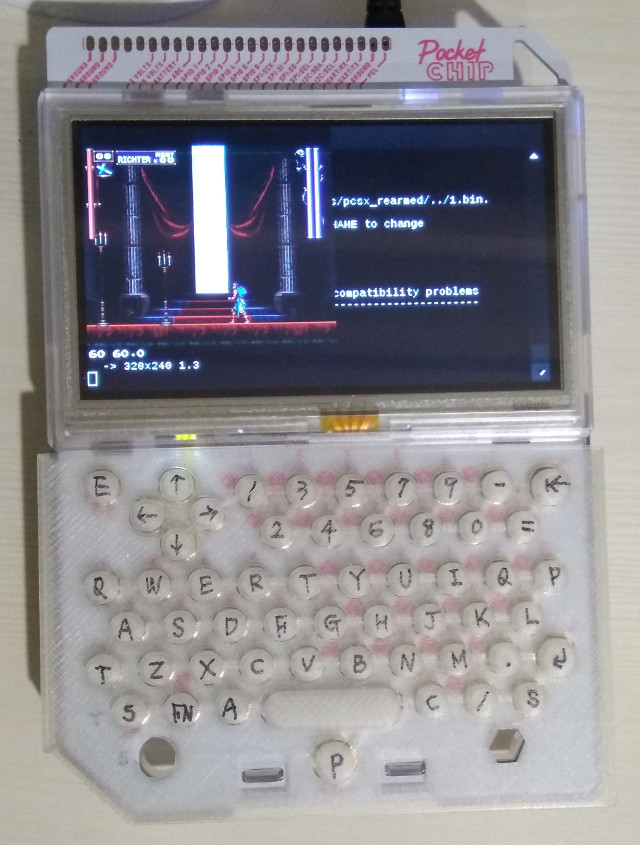 Pocket
CHIP
RICHTER
REST
s/pcsx_rearmed/../1.bin.
NAME to change
compatibility problems
60 60.0
-> 320x240 1.3
E ↑ 1 3 5 7 9 - K
← →
2 4 6 8 0 =
↓
Q W E R T Y U I Q P
A S D F G H J K L
T Z X C V B N M . ↲
S FN A C / S
P